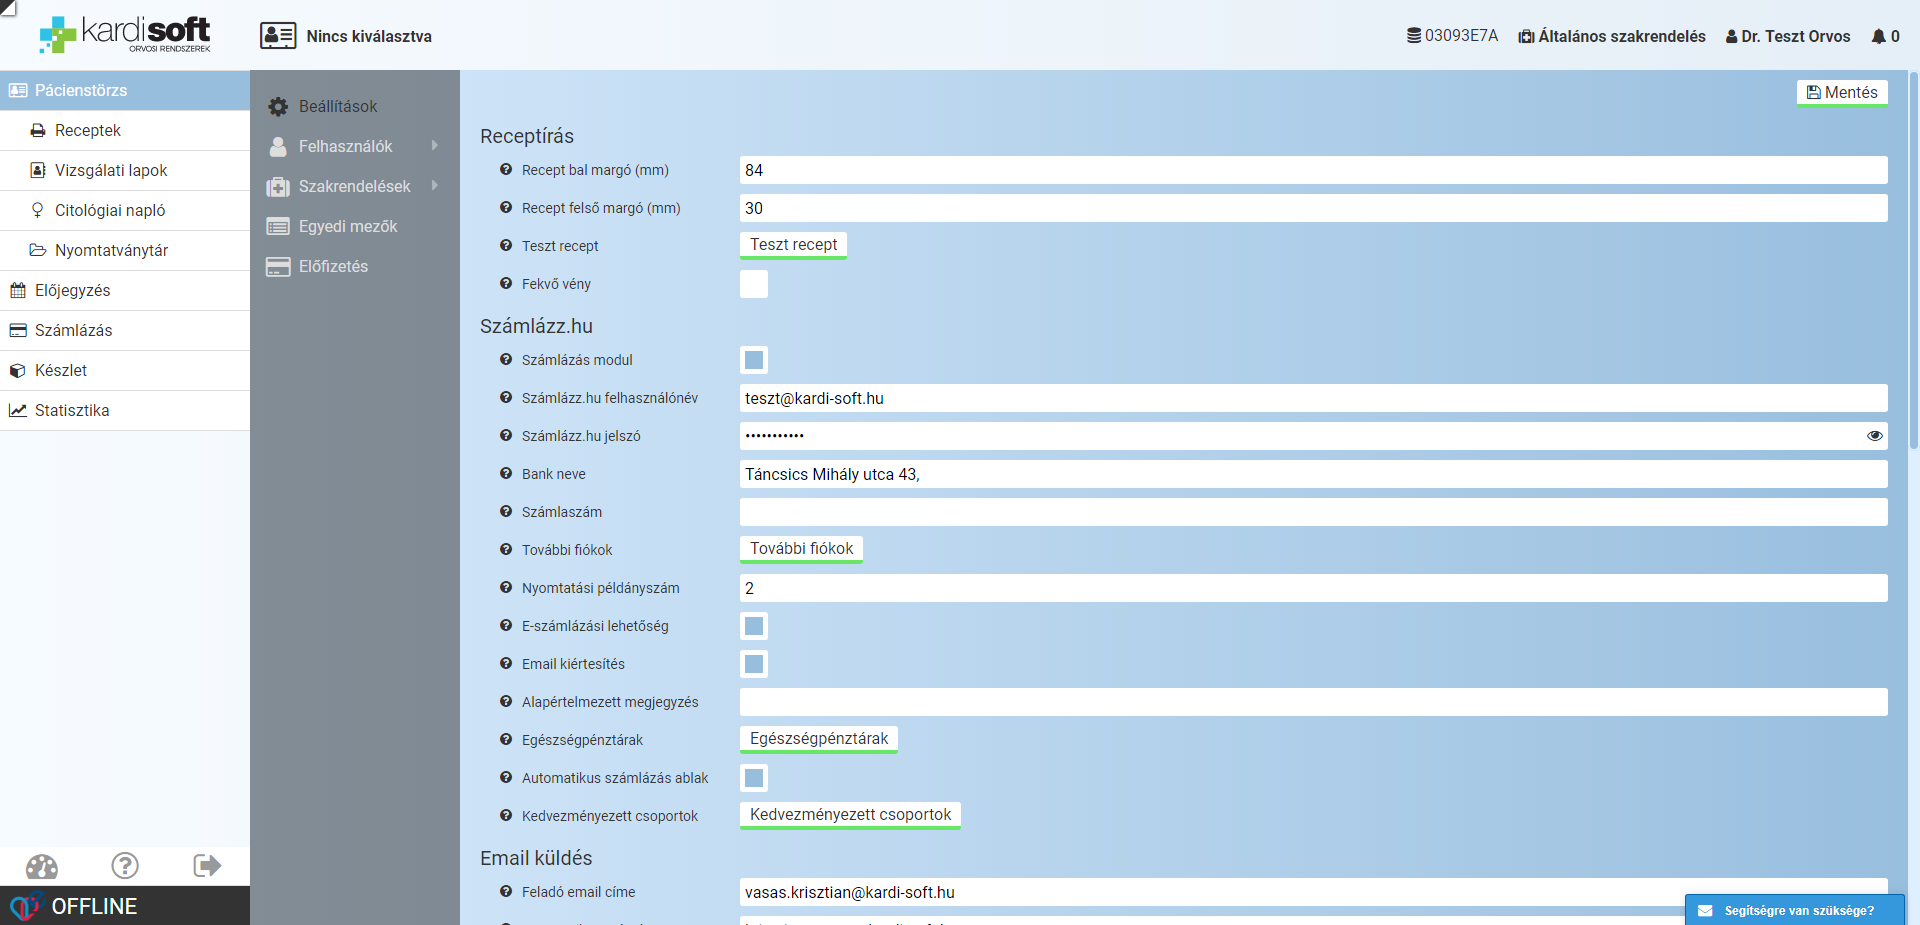 kardisoft
ORVOSI RENDSZEREK
Nincs kiválasztva
03093E7A
Általános szakrendelés
Dr. Teszt Orvos
0
Pácienstörzs
Receptek
Vizsgálati lapok
Citológiai napló
Nyomtatványtár
Előjegyzés
Számlázás
Készlet
Statisztika
OFFLINE
Beállítások
Felhasználók
Szakrendelések
Egyedi mezők
Előfizetés
Mentés
Receptírás
Recept bal margó (mm) 84
Recept felső margó (mm) 30
Teszt recept Teszt recept
Fekvő vény
Számlázz.hu
Számlázás modul
Számlázz.hu felhasználónév teszt@kardi-soft.hu
Számlázz.hu jelszó •••••••••••
Bank neve Táncsics Mihály utca 43,
Számlaszám
További fiókok További fiókok
Nyomtatási példányszám 2
E-számlázási lehetőség
Email kiértesítés
Alapértelmezett megjegyzés
Egészségpénztárak Egészségpénztárak
Automatikus számlázás ablak
Kedvezményezett csoportok Kedvezményezett csoportok
Email küldés
Feladó email címe vasas.krisztian@kardi-soft.hu
Segítségre van szüksége?